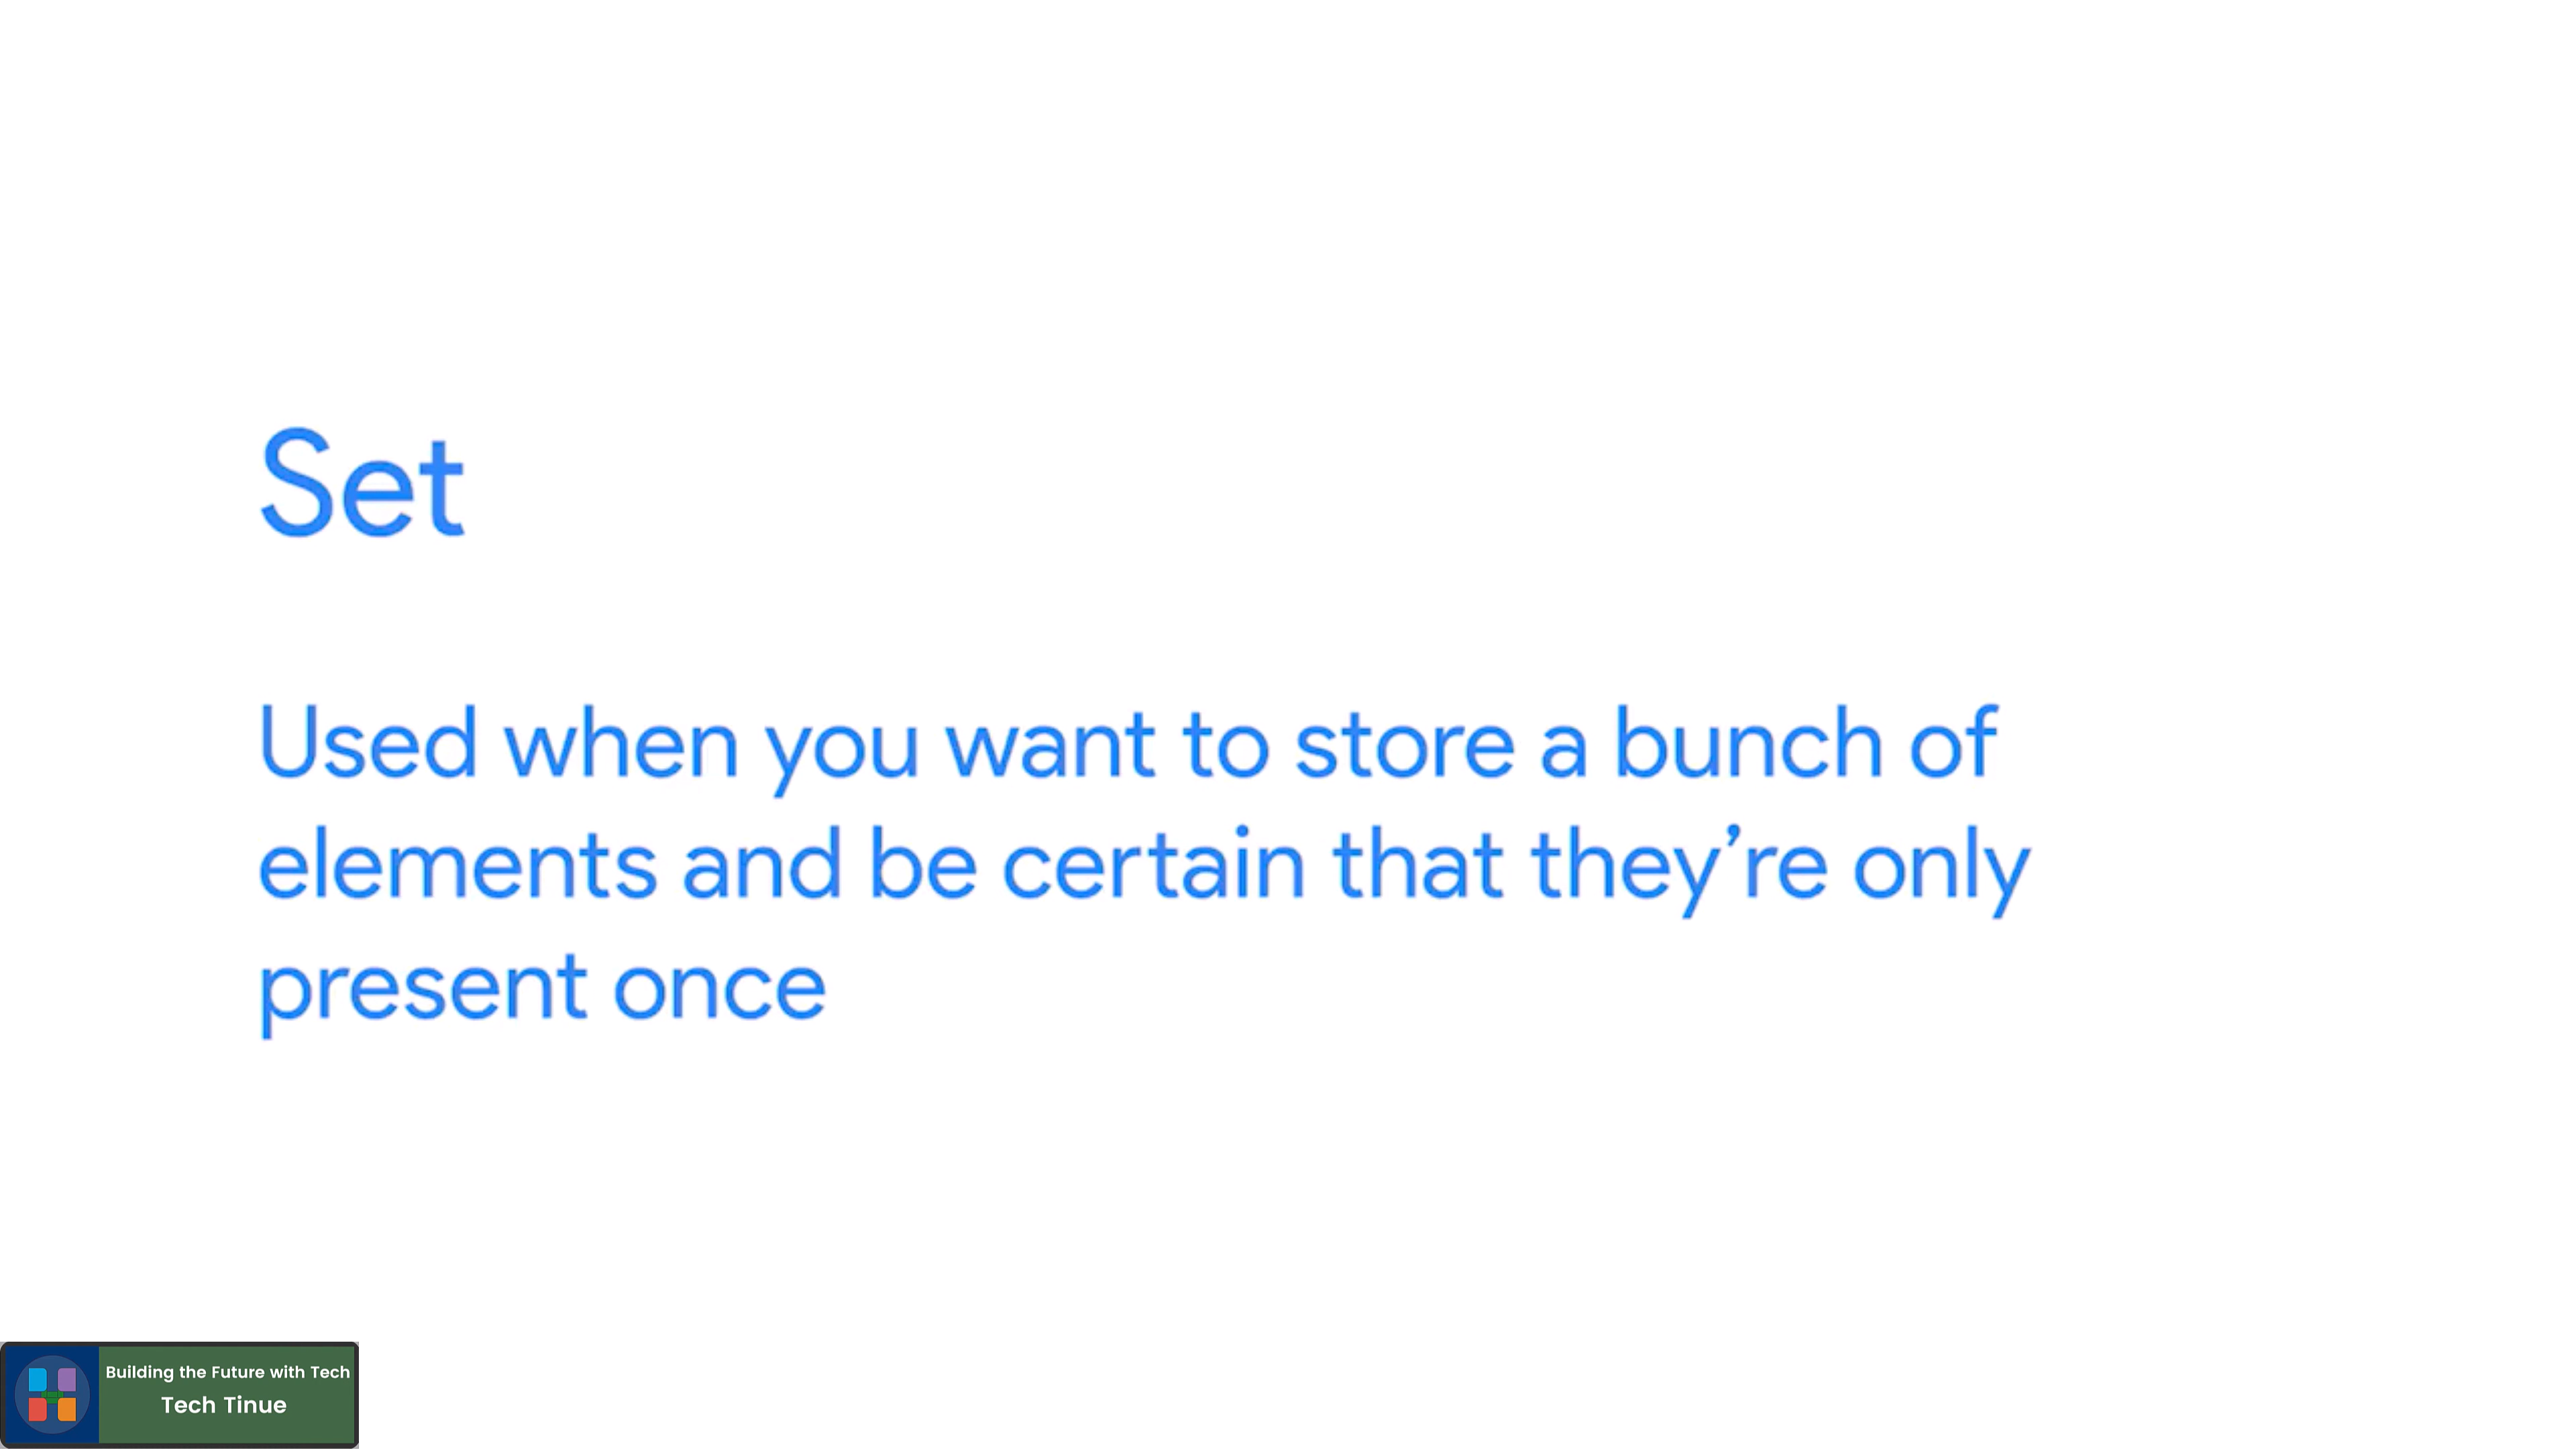 Set
Used when you want to store a bunch of
elements and be certain that they’re only
present once
Building the Future with Tech
Tech Tinue